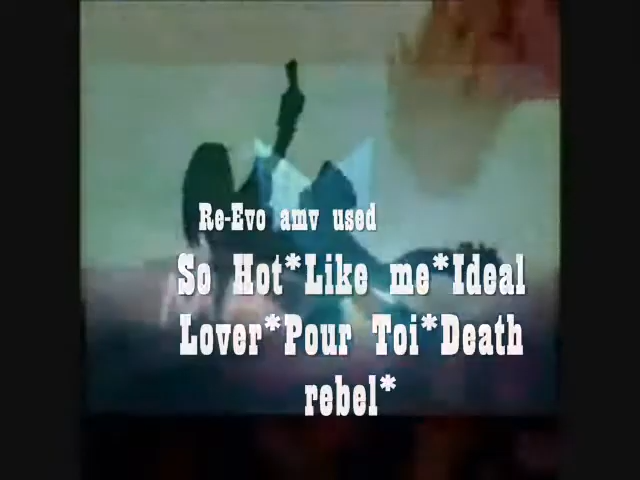 Re-Evo amv used
So Hot*Like me*Ideal
Lover*Pour Toi*Death
rebel*